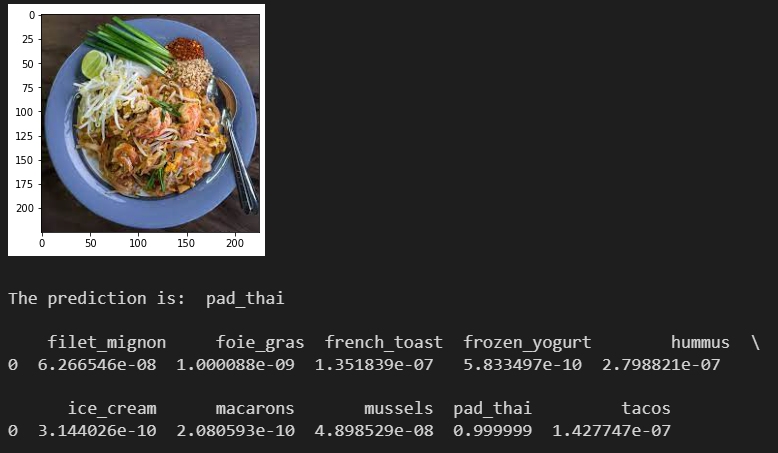 0
25
50
75
100
125
150
175
200
0 50 100 150 200
The prediction is: pad_thai
filet_mignon foie_gras french_toast frozen_yogurt hummus \
0 6.266546e-08 1.000088e-09 1.351839e-07 5.833497e-10 2.798821e-07
ice_cream macarons mussels pad_thai tacos
0 3.144026e-10 2.080593e-10 4.898529e-08 0.999999 1.427747e-07